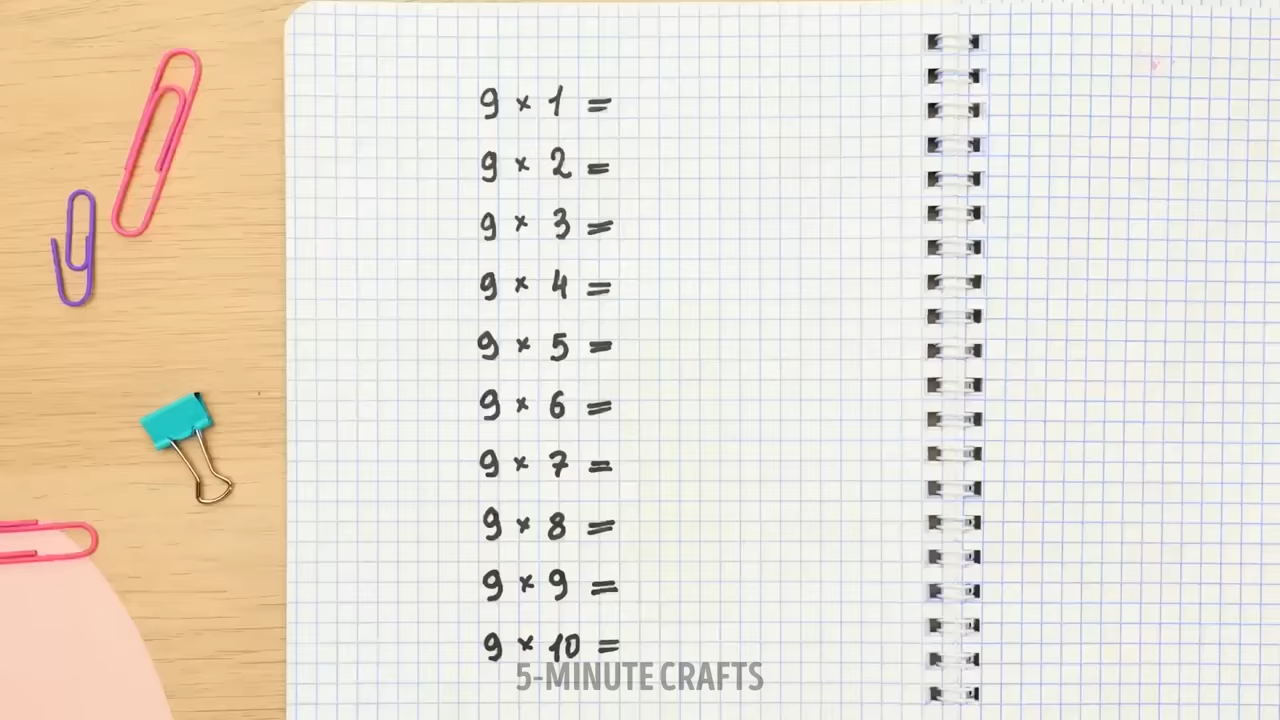 9 × 1 =
9 × 2 =
9 × 3 =
9 × 4 =
9 × 5 =
9 × 6 =
9 × 7 =
9 × 8 =
9 × 9 =
9 × 10 =
5-MINUTE CRAFTS